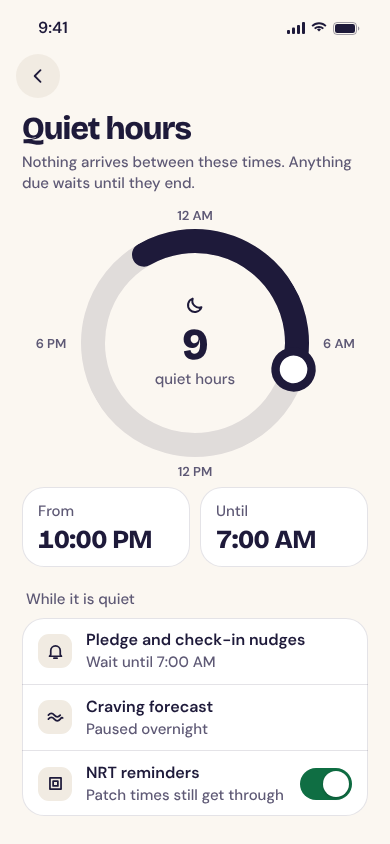 9:41
Quiet hours
Nothing arrives between these times. Anything
due waits until they end.
12 AM
6 PM
9
quiet hours
6 AM
12 PM
From
10:00 PM
Until
7:00 AM
While it is quiet
Pledge and check-in nudges
Wait until 7:00 AM
Craving forecast
Paused overnight
NRT reminders
Patch times still get through